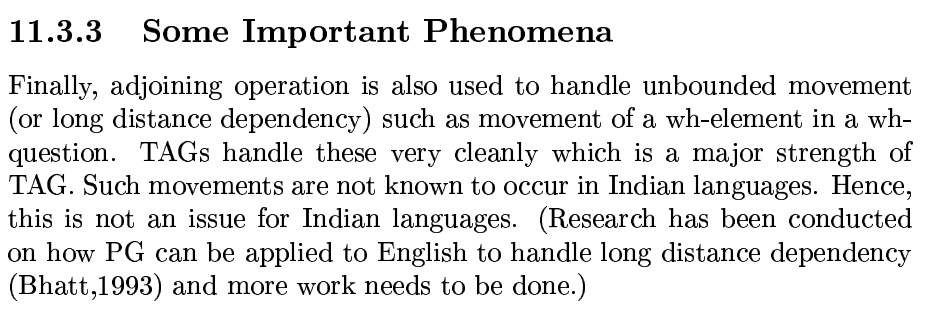 11.3.3 Some Important Phenomena
Finally, adjoining operation is also used to handle unbounded movement
(or long distance dependency) such as movement of a wh-element in a wh-
question. TAGs handle these very cleanly which is a major strength of
TAG. Such movements are not known to occur in Indian languages. Hence,
this is not an issue for Indian languages. (Research has been conducted
on how PG can be applied to English to handle long distance dependency
(Bhatt,1993) and more work needs to be done.)